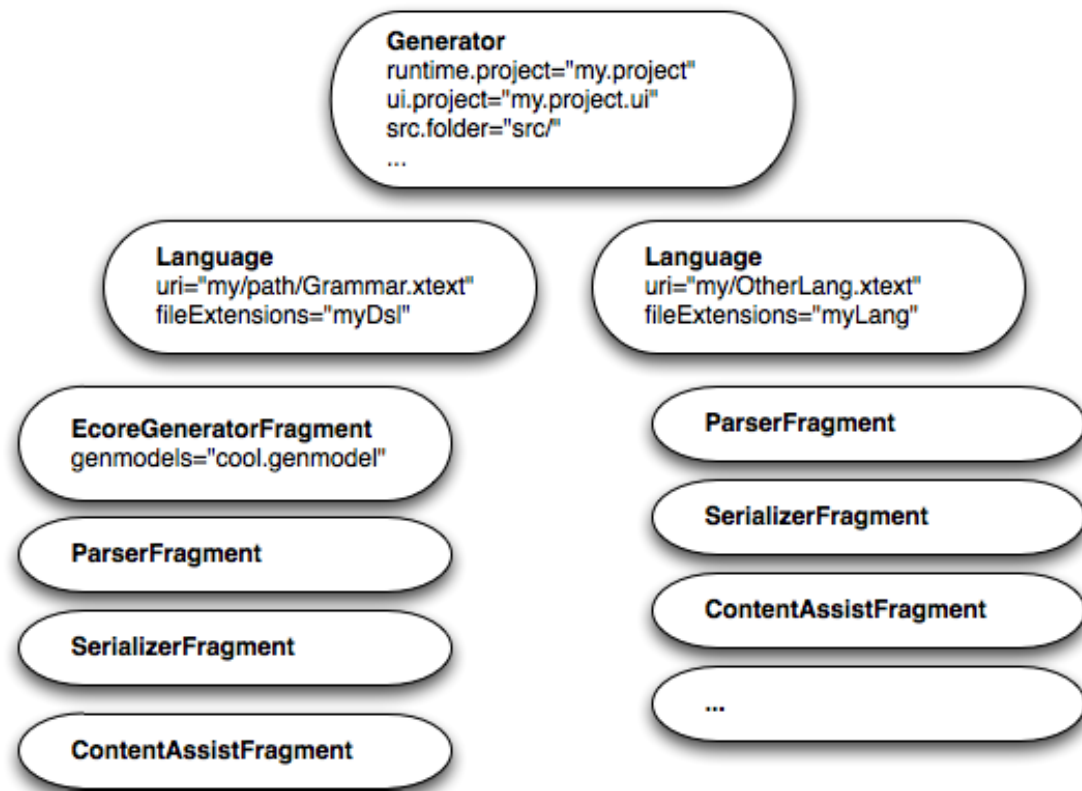 Generator
runtime.project="my.project"
ui.project="my.project.ui"
src.folder="src/"
...
Language
uri="my/path/Grammar.xtext"
fileExtensions="myDsl"
Language
uri="my/OtherLang.xtext"
fileExtensions="myLang"
EcoreGeneratorFragment
genmodels="cool.genmodel"
ParserFragment
SerializerFragment
ContentAssistFragment
ParserFragment
SerializerFragment
ContentAssistFragment
...